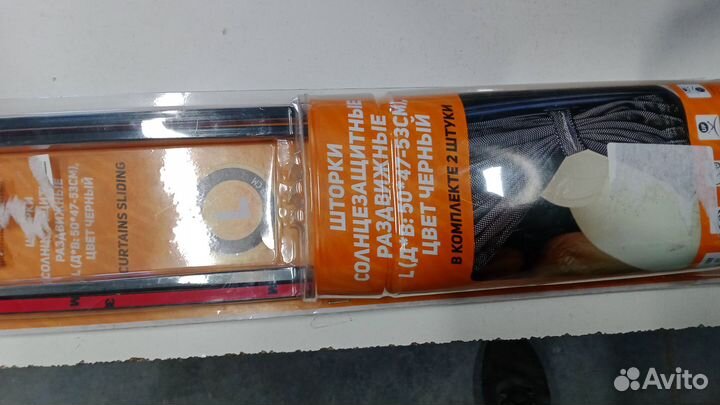 ШТОРКИ
СОЛНЦЕЗАЩИТНЫЕ
РАЗДВИЖНЫЕ
L (Д*В: 50*47-53СМ),
ЦВЕТ ЧЕРНЫЙ
В КОМПЛЕКТЕ 2 ШТУКИ
РАЗДВИЖНЫЕ
L (Д*В: 50*47-53СМ),
ЦВЕТ ЧЕРНЫЙ
CURTAINS SLIDING
L
3M
Avito